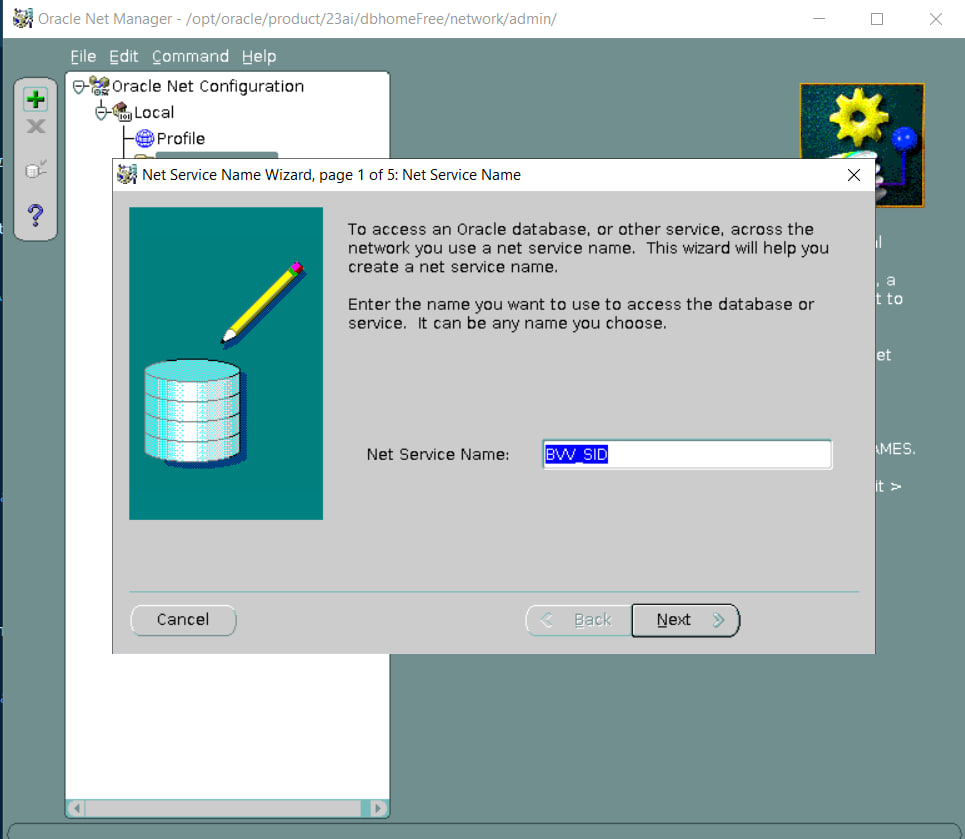 Oracle Net Manager - /opt/oracle/product/23ai/dbhomeFree/network/admin/
File Edit Command Help
Oracle Net Configuration
Local
Profile
Net Service Name Wizard, page 1 of 5: Net Service Name
To access an Oracle database, or other service, across the
network you use a net service name.  This wizard will help you
create a net service name.
Enter the name you want to use to access the database or
service.  It can be any name you choose.
Net Service Name:
BVV_SID
, a
t to
et
AMES.
it >
Cancel
Back
Next